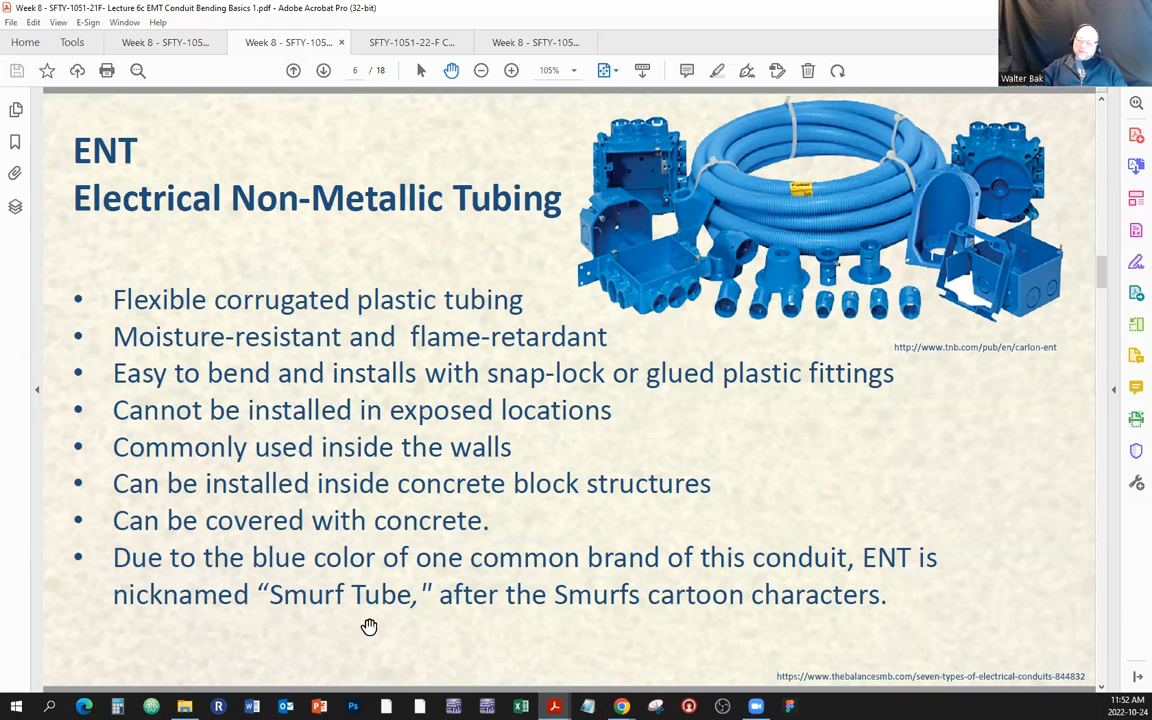 Week 8 - SFTY-1051-21F- Lecture 6c EMT Conduit Bending Basics 1.pdf - Adobe Acrobat Pro (32-bit)
File Edit View E-Sign Window Help
Home Tools Week 8 - SFTY-105... Week 8 - SFTY-105... × SFTY-1051-22-F C... Week 8 - SFTY-105...
6 / 18 105%
Walter Bak
ENT
Electrical Non-Metallic Tubing
http://www.tnb.com/pub/en/carlon-ent
• Flexible corrugated plastic tubing
• Moisture-resistant and flame-retardant
• Easy to bend and installs with snap-lock or glued plastic fittings
• Cannot be installed in exposed locations
• Commonly used inside the walls
• Can be installed inside concrete block structures
• Can be covered with concrete.
• Due to the blue color of one common brand of this conduit, ENT is
nicknamed “Smurf Tube," after the Smurfs cartoon characters.
https://www.thebalancesmb.com/seven-types-of-electrical-conduits-844832
11:52 AM
2022-10-24